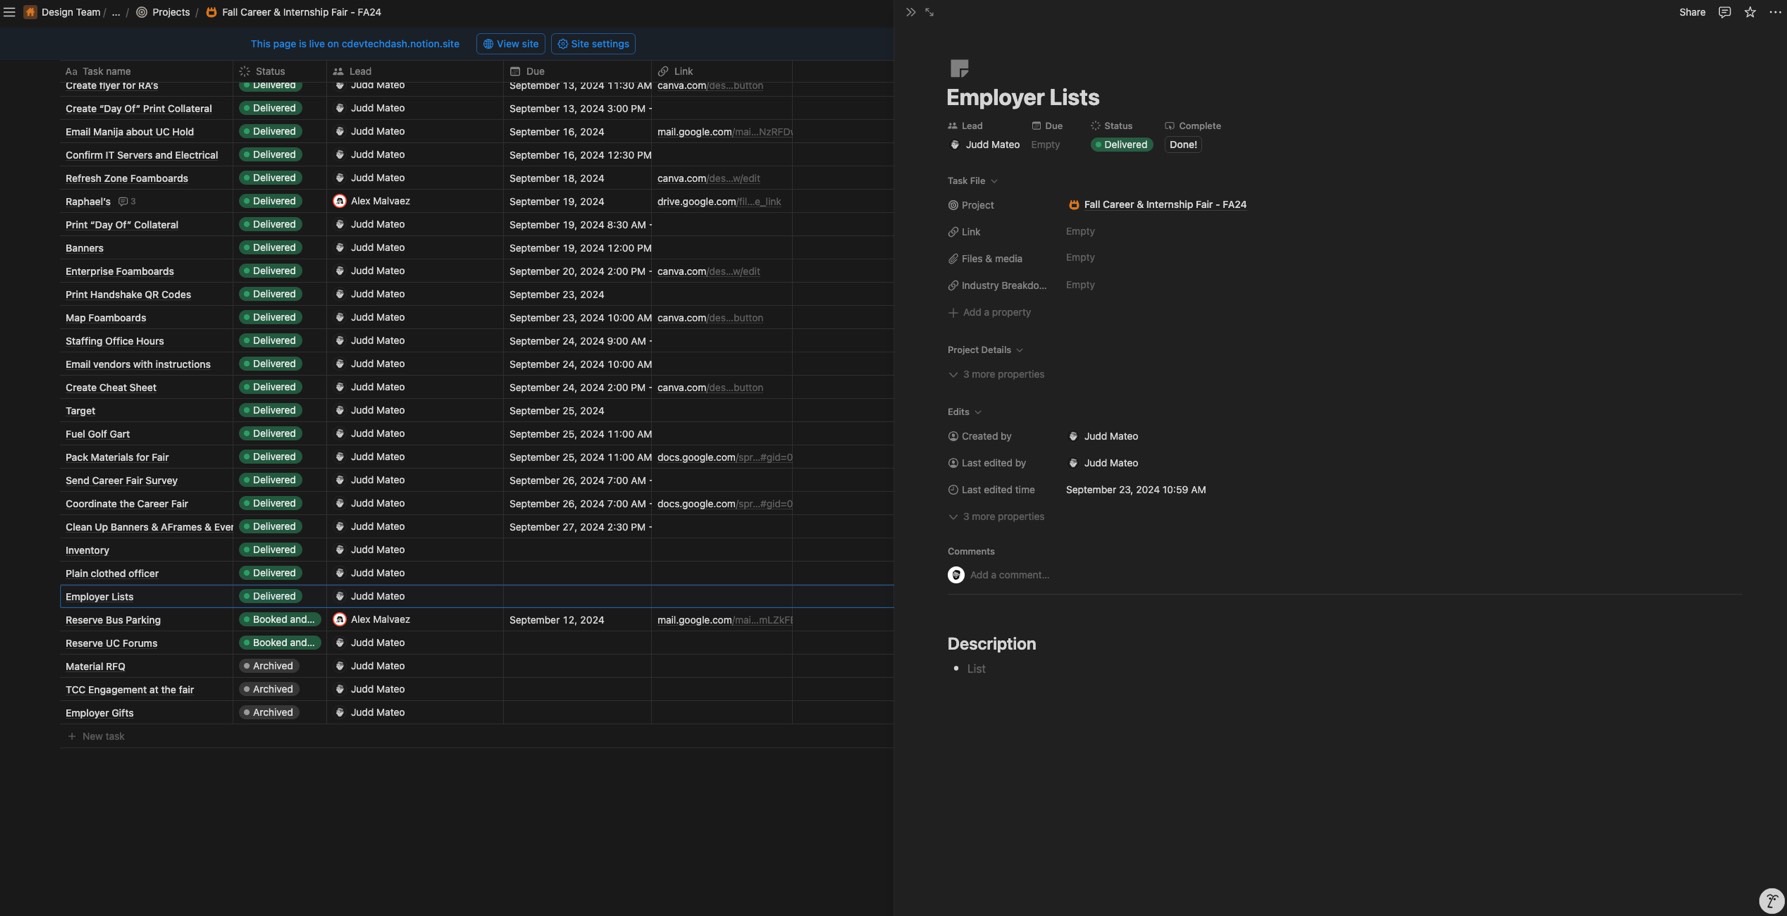 Design Team / ... / Projects / Fall Career & Internship Fair - FA24
This page is live on cdevtechdash.notion.site View site Site settings
Aa Task name Status Lead Due Link
Create flyer for RA's Delivered Judd Mateo September 13, 2024 11:30 AM canva.com/des...button
Create “Day Of” Print Collateral Delivered Judd Mateo September 13, 2024 3:00 PM -
Email Manija about UC Hold Delivered Judd Mateo September 16, 2024 mail.google.com/mai...NzRFDv
Confirm IT Servers and Electrical Delivered Judd Mateo September 16, 2024 12:30 PM
Refresh Zone Foamboards Delivered Judd Mateo September 18, 2024 canva.com/des...w/edit
Raphael's 3 Delivered Alex Malvaez September 19, 2024 drive.google.com/fil...e_link
Print “Day Of” Collateral Delivered Judd Mateo September 19, 2024 8:30 AM -
Banners Delivered Judd Mateo September 19, 2024 12:00 PM
Enterprise Foamboards Delivered Judd Mateo September 20, 2024 2:00 PM - canva.com/des...w/edit
Print Handshake QR Codes Delivered Judd Mateo September 23, 2024
Map Foamboards Delivered Judd Mateo September 23, 2024 10:00 AM canva.com/des...button
Staffing Office Hours Delivered Judd Mateo September 24, 2024 9:00 AM -
Email vendors with instructions Delivered Judd Mateo September 24, 2024 10:00 AM
Create Cheat Sheet Delivered Judd Mateo September 24, 2024 2:00 PM - canva.com/des...button
Target Delivered Judd Mateo September 25, 2024
Fuel Golf Gart Delivered Judd Mateo September 25, 2024 11:00 AM
Pack Materials for Fair Delivered Judd Mateo September 25, 2024 11:00 AM docs.google.com/spr...#gid=0
Send Career Fair Survey Delivered Judd Mateo September 26, 2024 7:00 AM -
Coordinate the Career Fair Delivered Judd Mateo September 26, 2024 7:00 AM - docs.google.com/spr...#gid=0
Clean Up Banners & AFrames & Ever Delivered Judd Mateo September 27, 2024 2:30 PM -
Inventory Delivered Judd Mateo
Plain clothed officer Delivered Judd Mateo
Employer Lists Delivered Judd Mateo
Reserve Bus Parking Booked and... Alex Malvaez September 12, 2024 mail.google.com/mai...mLZkFl
Reserve UC Forums Booked and... Judd Mateo
Material RFQ Archived Judd Mateo
TCC Engagement at the fair Archived Judd Mateo
Employer Gifts Archived Judd Mateo
New task
Share
Employer Lists
Lead Due Status Complete
Judd Mateo Empty Delivered Done!
Task File
Project Fall Career & Internship Fair - FA24
Link Empty
Files & media Empty
Industry Breakdo... Empty
Add a property
Project Details
3 more properties
Edits
Created by Judd Mateo
Last edited by Judd Mateo
Last edited time September 23, 2024 10:59 AM
3 more properties
Comments
Add a comment...
Description
• List